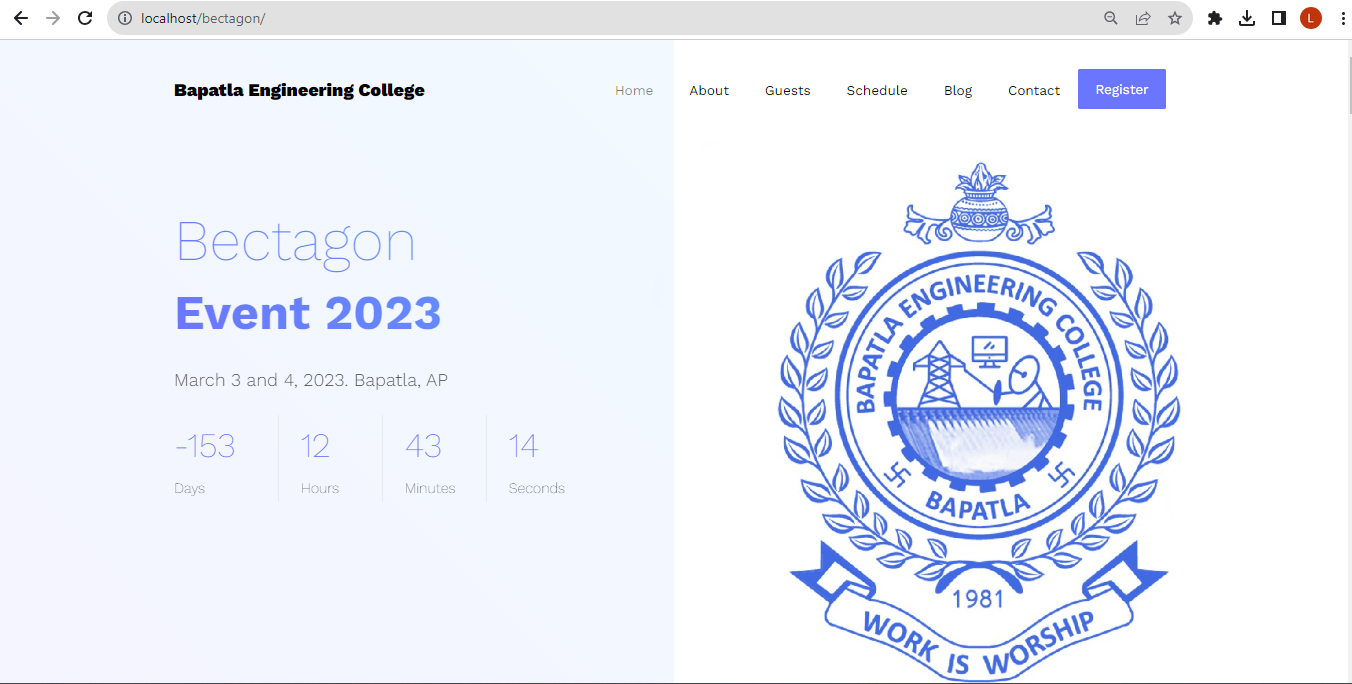 localhost/bectagon/
L
Bapatla Engineering College
Home About Guests Schedule Blog Contact Register
Bectagon
Event 2023
March 3 and 4, 2023. Bapatla, AP
-153 12 43 14
Days Hours Minutes Seconds
BAPATLA ENGINEERING COLLEGE
BAPATLA
1981
WORK IS WORSHIP